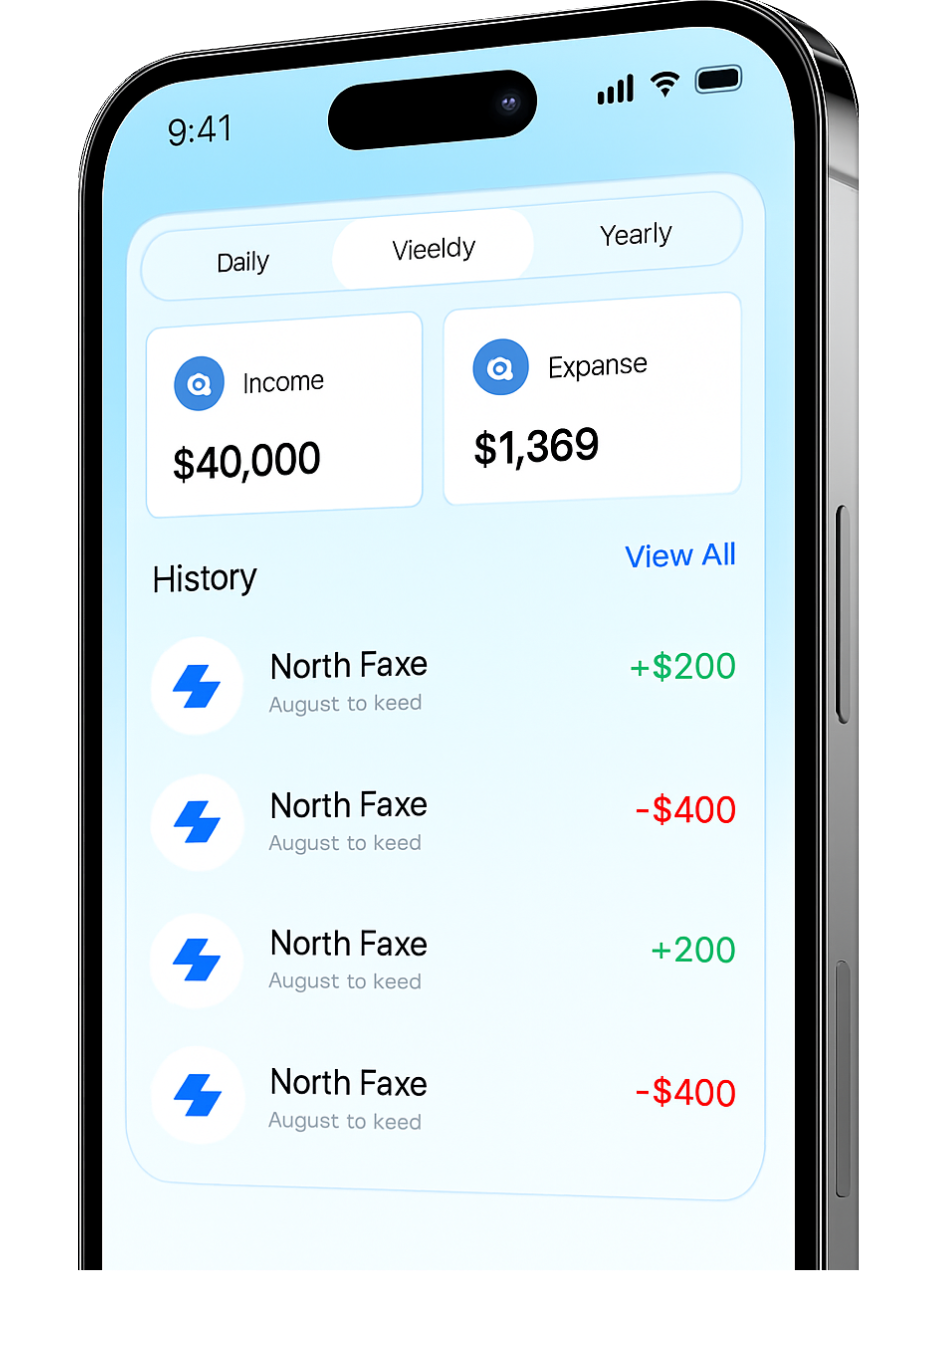 9:41
Daily Vieeldy Yearly
Income
$40,000
Expanse
$1,369
History View All
North Faxe +$200
August to keed
North Faxe -$400
August to keed
North Faxe +200
August to keed
North Faxe -$400
August to keed